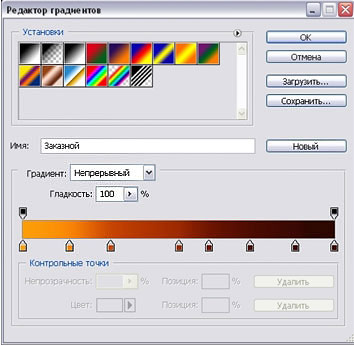 Редактор градиентов
Установки
OK
Отмена
Загрузить...
Сохранить...
Имя: Заказной
Новый
Градиент: Непрерывный
Гладкость: 100 %
Контрольные точки
Непрозрачность: % Позиция: % Удалить
Цвет: Позиция: % Удалить